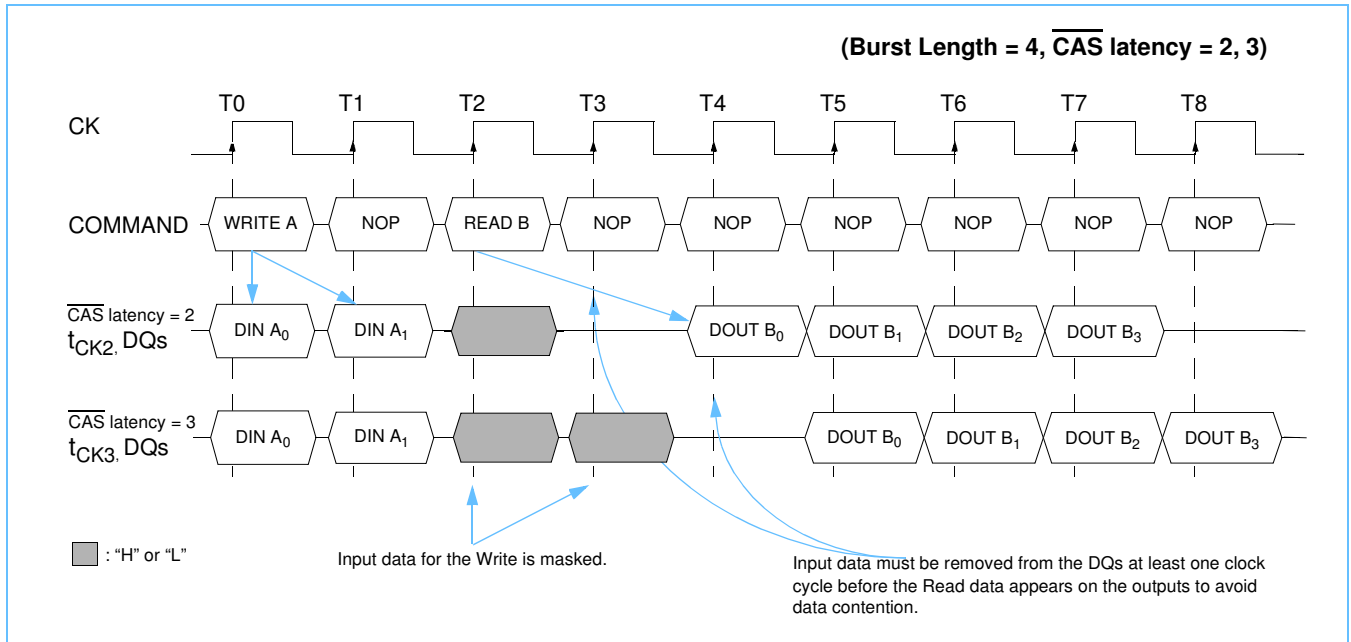 (Burst Length = 4, CAS latency = 2, 3)
T0 T1 T2 T3 T4 T5 T6 T7 T8
CK
COMMAND WRITE A NOP READ B NOP NOP NOP NOP NOP NOP
CAS latency = 2
tCK2, DQs DIN A0 DIN A1 DOUT B0 DOUT B1 DOUT B2 DOUT B3
CAS latency = 3
tCK3, DQs DIN A0 DIN A1 DOUT B0 DOUT B1 DOUT B2 DOUT B3
: “H” or “L”
Input data for the Write is masked.
Input data must be removed from the DQs at least one clock
cycle before the Read data appears on the outputs to avoid
data contention.